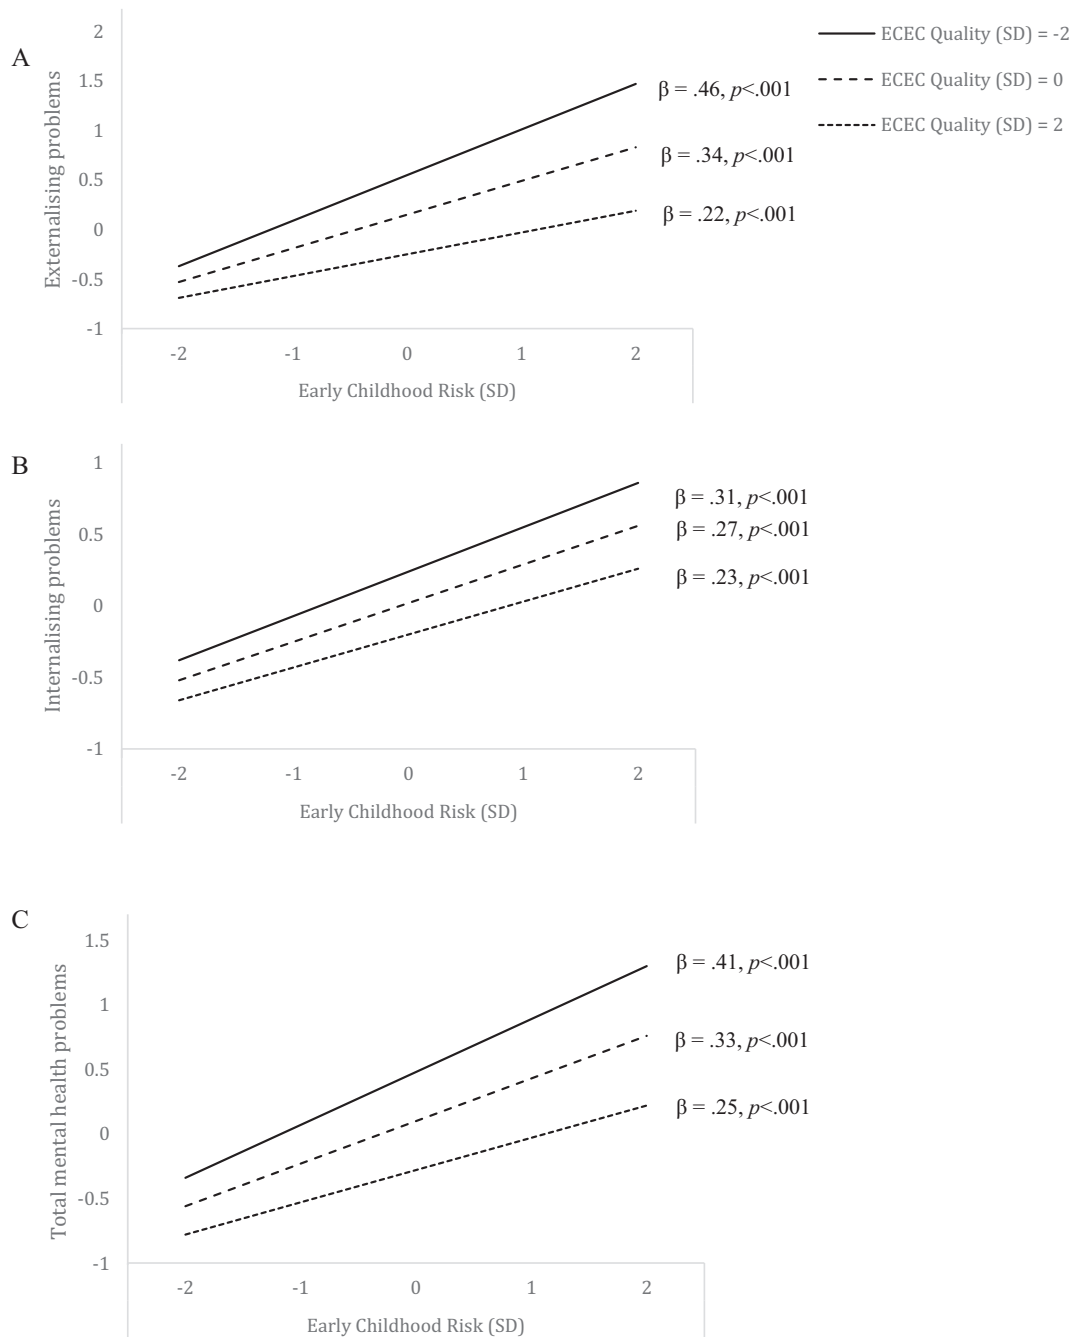 A
Externalising problems
2
1.5
1
0.5
0
-0.5
-1
-2 -1 0 1 2
Early Childhood Risk (SD)
β = .46, p<.001
β = .34, p<.001
β = .22, p<.001
ECEC Quality (SD) = -2
ECEC Quality (SD) = 0
ECEC Quality (SD) = 2
B
Internalising problems
1
0.5
0
-0.5
-1
-2 -1 0 1 2
Early Childhood Risk (SD)
β = .31, p<.001
β = .27, p<.001
β = .23, p<.001
C
Total mental health problems
1.5
1
0.5
0
-0.5
-1
-2 -1 0 1 2
Early Childhood Risk (SD)
β = .41, p<.001
β = .33, p<.001
β = .25, p<.001